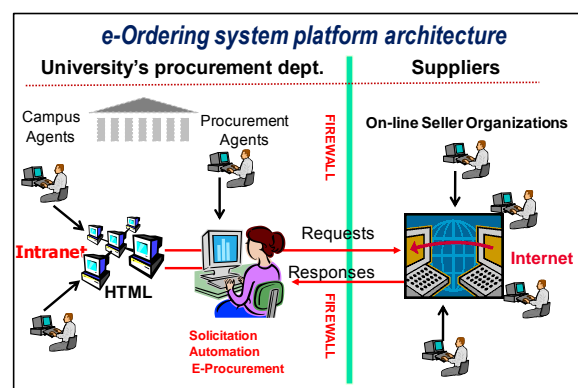 e-Ordering system platform architecture
University's procurement dept.
Suppliers
Campus
Agents
Procurement
Agents
FIREWALL
On-line Seller Organizations
Intranet
HTML
Requests
Responses
Internet
Solicitation
Automation
E-Procurement
FIREWALL